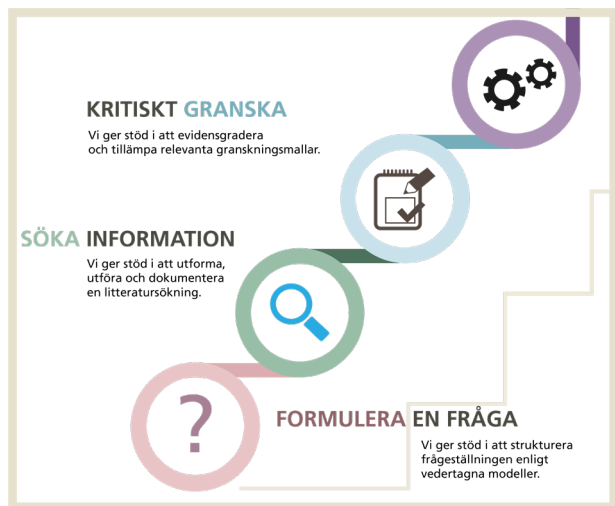 KRITISKT GRANSKA
Vi ger stöd i att evidensgradera
och tillämpa relevanta granskningsmallar.
SÖKA INFORMATION
Vi ger stöd i att utforma,
utföra och dokumentera
en litteratursökning.
?
FORMULERA EN FRÅGA
Vi ger stöd i att strukturera
frågeställningen enligt
vedertagna modeller.